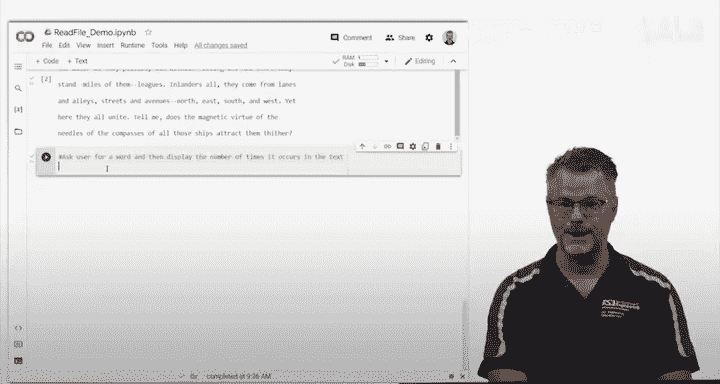 ReadFile_Demo.ipynb
Comment
Share
File Edit View Insert Runtime Tools Help All changes saved
+ Code + Text
RAM
Disk
Editing
[2]
stand--miles of them--leagues. Inlanders all, they come from lanes
and alleys, streets and avenues--north, east, south, and west. Yet
here they all unite. Tell me, does the magnetic virtue of the
needles of the compasses of all those ships attract them thither?
#Ask user for a word and then display the number of times it occurs in the text
0s completed at 9:36 AM